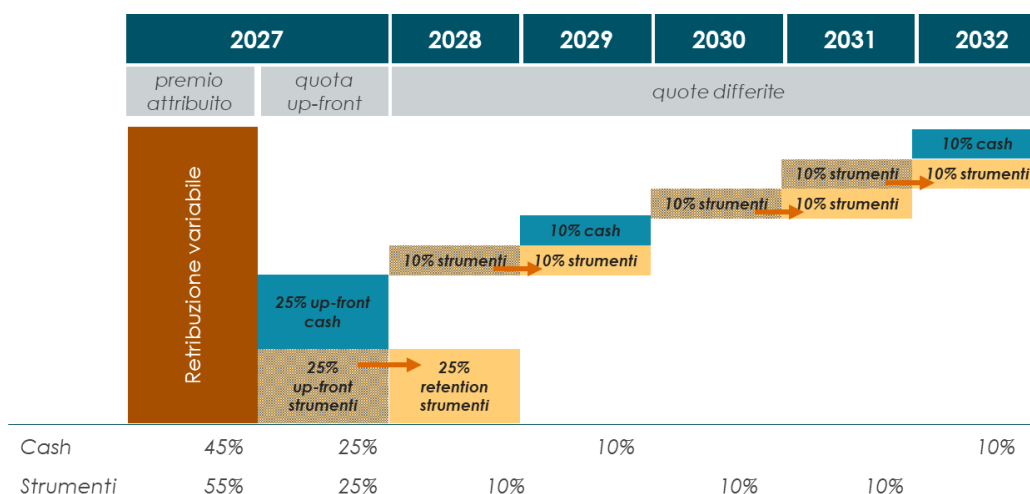 2027 2028 2029 2030 2031 2032
premio attribuito
quota up-front
quote differite
Retribuzione variabile
10% cash
10% strumenti 10% strumenti
10% strumenti 10% strumenti
10% cash
10% strumenti 10% strumenti
25% up-front
cash
25%
up-front
strumenti
25%
retention
strumenti
Cash 45% 25% 10% 10%
Strumenti 55% 25% 10% 10% 10%